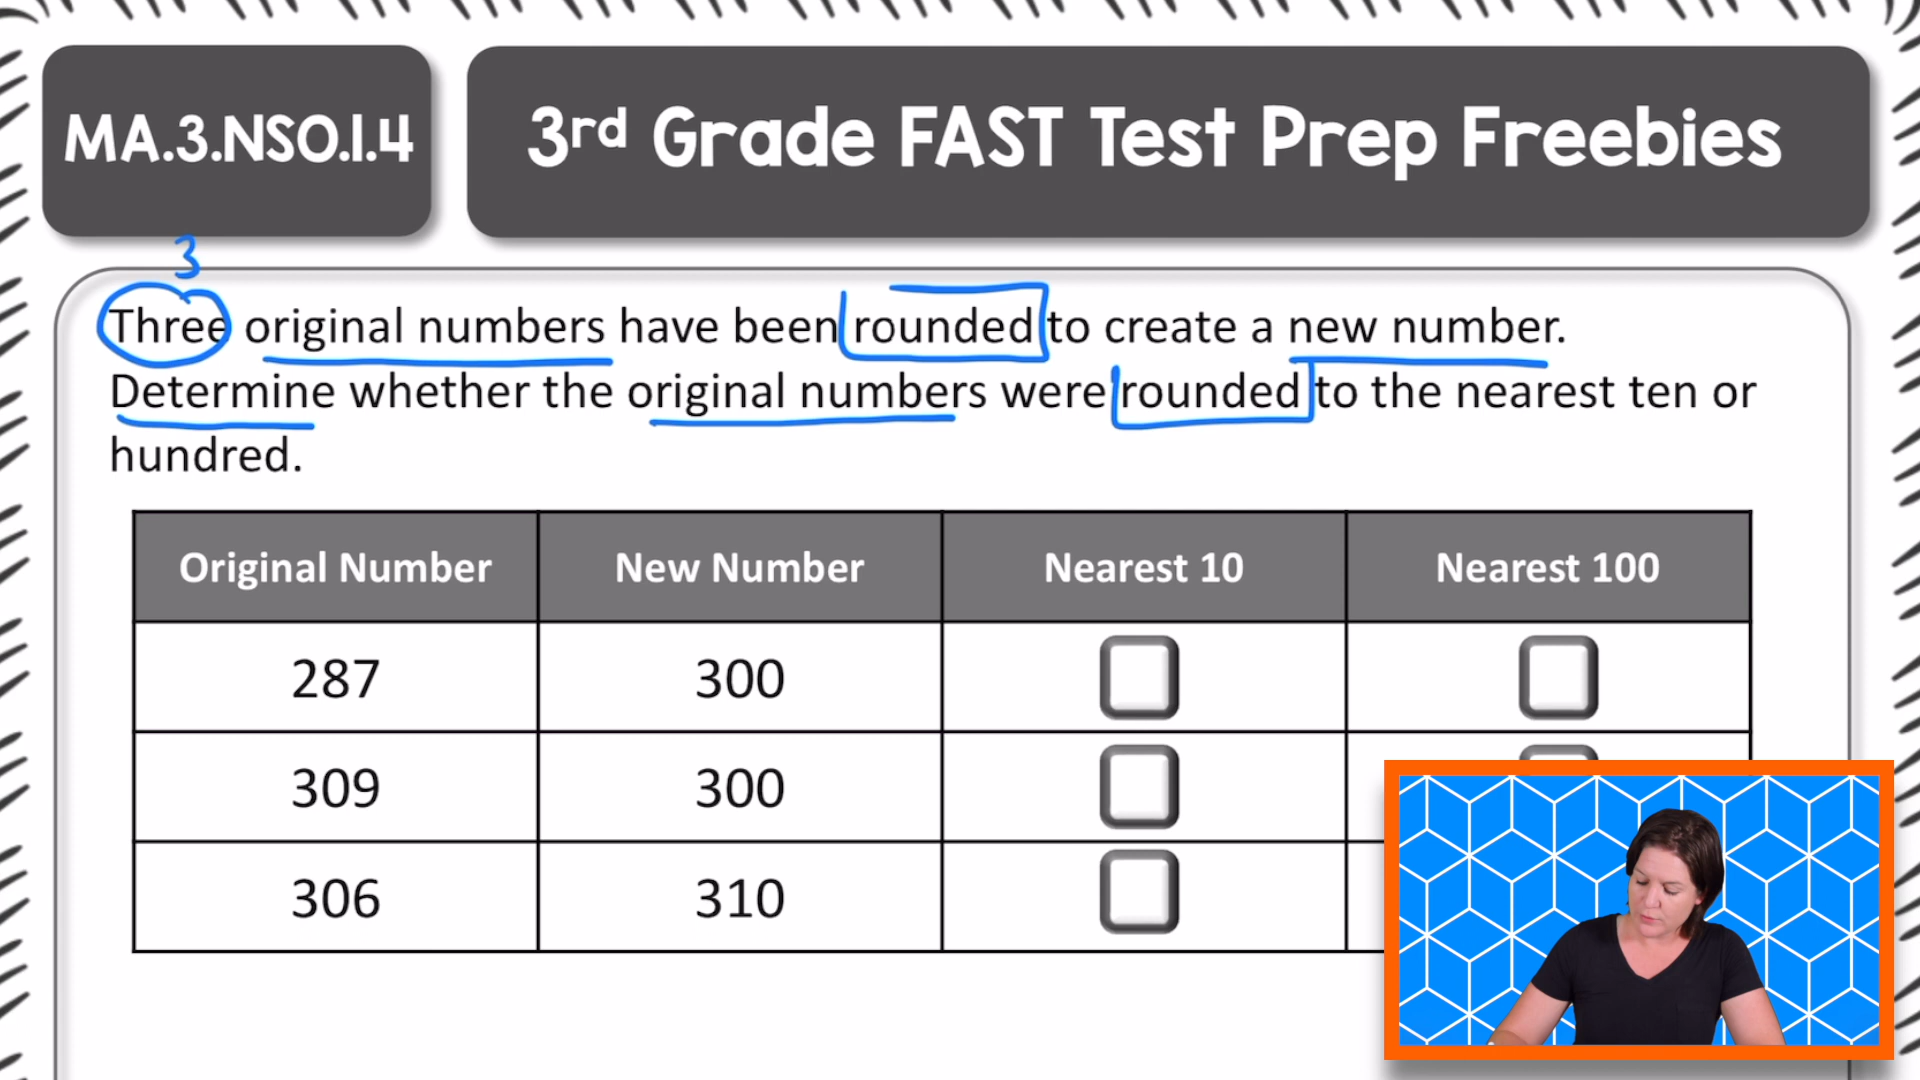 MA.3.NSO.1.4
3rd Grade FAST Test Prep Freebies
3
Three original numbers have been rounded to create a new number.
Determine whether the original numbers were rounded to the nearest ten or
hundred.
Original Number New Number Nearest 10 Nearest 100
287 300
309 300
306 310